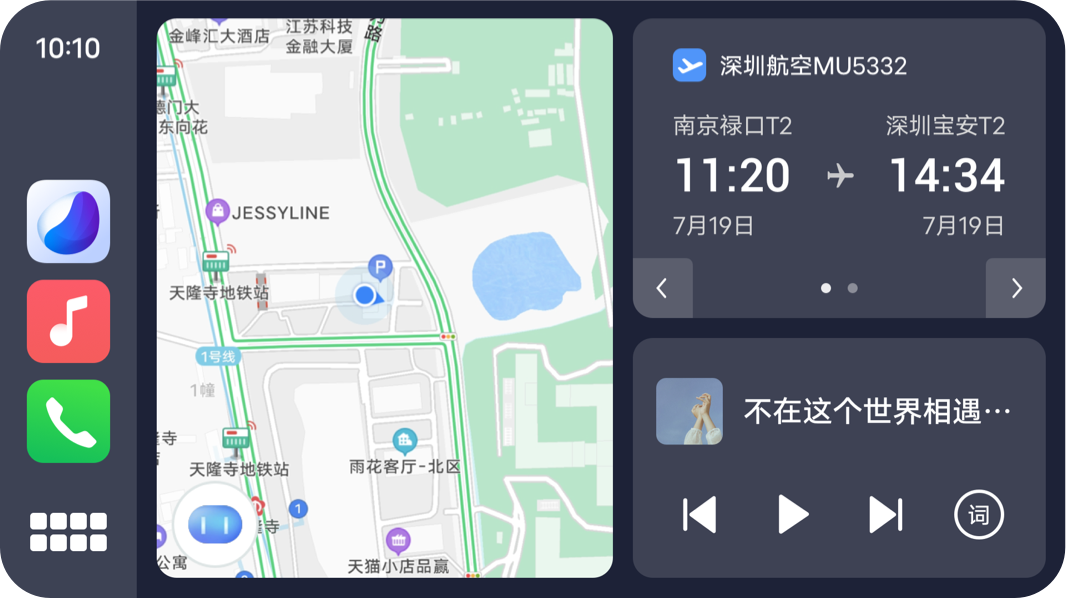 10:10
金峰汇大酒店
江苏科技
金融大厦
德门大
东向花
JESSYLINE
P
天隆寺地铁站
1号线
1幢
天隆寺地铁站
雨花客厅-北区
1
天猫小店品赢
公寓
深圳航空MU5332
南京禄口T2
深圳宝安T2
11:20
14:34
7月19日
7月19日
不在这个世界相遇…
词